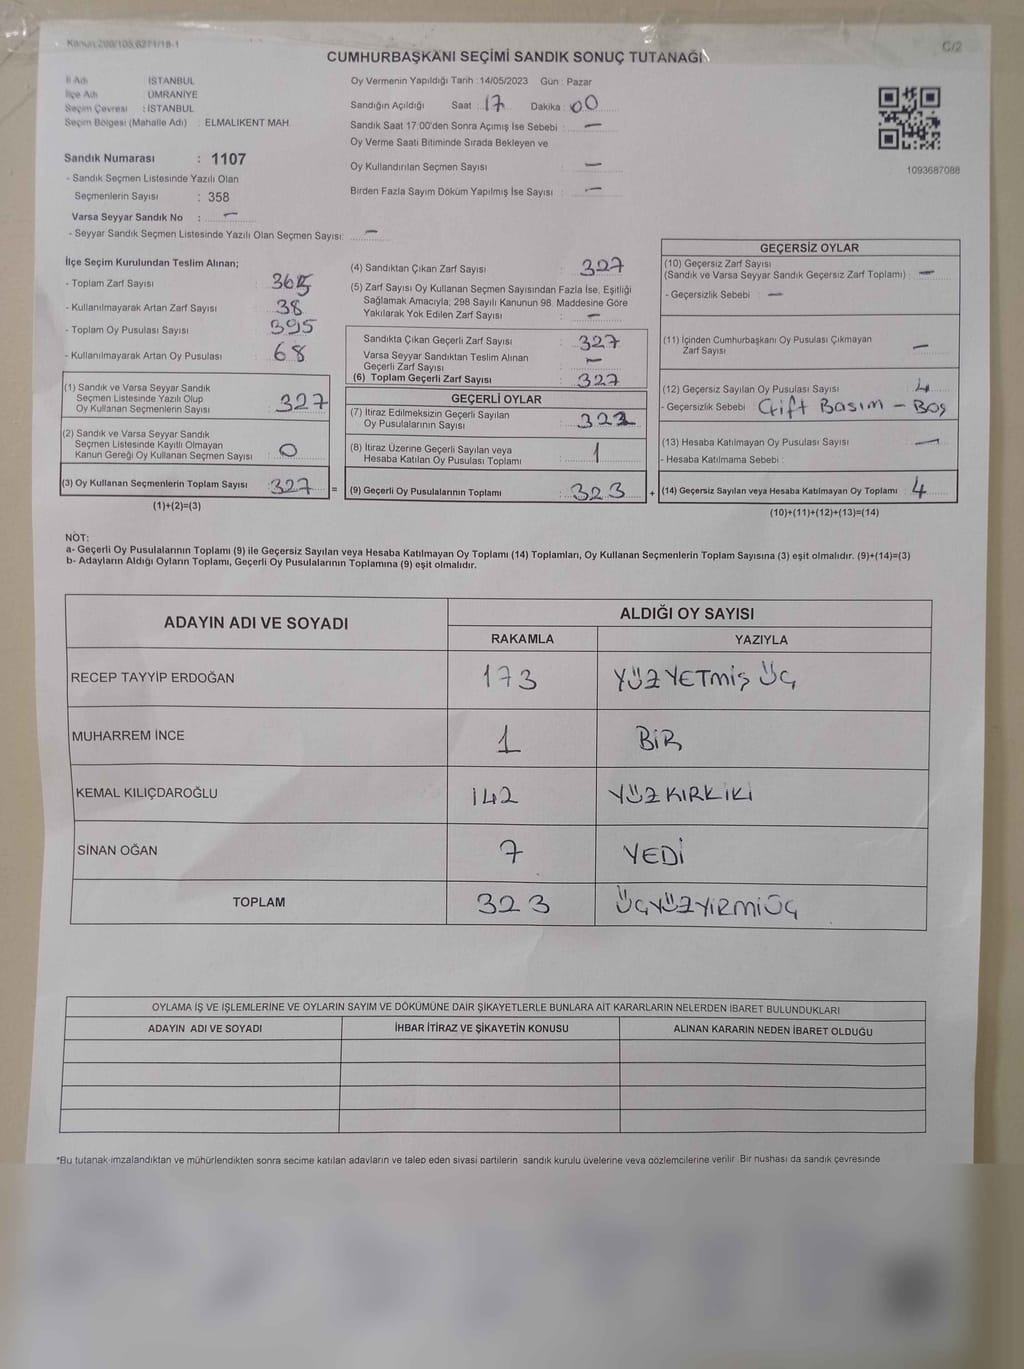 Kanun:298/105,6271/18-1
C/2
CUMHURBAŞKANI SEÇİMİ SANDIK SONUÇ TUTANAĞI
İl Adı İSTANBUL
İlçe Adı ÜMRANİYE
Seçim Çevresi : İSTANBUL
Seçim Bölgesi (Mahalle Adı) : ELMALIKENT MAH.
Oy Vermenin Yapıldığı Tarih : 14/05/2023 Gün : Pazar
Sandığın Açıldığı Saat : 17 Dakika : 00
Sandık Saat 17:00'den Sonra Açımış İse Sebebi : —
Oy Verme Saati Bitiminde Sırada Bekleyen ve
Oy Kullandırılan Seçmen Sayısı : —
Birden Fazla Sayım Döküm Yapılmış İse Sayısı : —
1093687088
Sandık Numarası : 1107
- Sandık Seçmen Listesinde Yazılı Olan
Seçmenlerin Sayısı : 358
Varsa Seyyar Sandık No : —
- Seyyar Sandık Seçmen Listesinde Yazılı Olan Seçmen Sayısı: —
İlçe Seçim Kurulundan Teslim Alınan;
- Toplam Zarf Sayısı : 365
- Kullanılmayarak Artan Zarf Sayısı : 38
- Toplam Oy Pusulası Sayısı : 395
- Kullanılmayarak Artan Oy Pusulası : 68
(1) Sandık ve Varsa Seyyar Sandık
Seçmen Listesinde Yazılı Olup
Oy Kullanan Seçmenlerin Sayısı : 327
(2) Sandık ve Varsa Seyyar Sandık
Seçmen Listesinde Kayıtlı Olmayan
Kanun Gereği Oy Kullanan Seçmen Sayısı : 0
(3) Oy Kullanan Seçmenlerin Toplam Sayısı : 327 =
(1)+(2)=(3)
(4) Sandıktan Çıkan Zarf Sayısı : 327
(5) Zarf Sayısı Oy Kullanan Seçmen Sayısından Fazla İse, Eşitliği
Sağlamak Amacıyla; 298 Sayılı Kanunun 98. Maddesine Göre
Yakılarak Yok Edilen Zarf Sayısı : —
Sandıkta Çıkan Geçerli Zarf Sayısı : 327
Varsa Seyyar Sandıktan Teslim Alınan
Geçerli Zarf Sayısı : —
(6) Toplam Geçerli Zarf Sayısı : 327
GEÇERLİ OYLAR
(7) İtiraz Edilmeksizin Geçerli Sayılan
Oy Pusulalarının Sayısı : 322
(8) İtiraz Üzerine Geçerli Sayılan veya
Hesaba Katılan Oy Pusulası Toplamı : 1
(9) Geçerli Oy Pusulalarının Toplamı : 323 +
GEÇERSİZ OYLAR
(10) Geçersiz Zarf Sayısı
(Sandık ve Varsa Seyyar Sandık Geçersiz Zarf Toplamı) : —
- Geçersizlik Sebebi : —
(11) İçinden Cumhurbaşkanı Oy Pusulası Çıkmayan
Zarf Sayısı : —
(12) Geçersiz Sayılan Oy Pusulası Sayısı : 4
- Geçersizlik Sebebi : Çift Basım - Boş
(13) Hesaba Katılmayan Oy Pusulası Sayısı : —
- Hesaba Katılmama Sebebi :
(14) Geçersiz Sayılan veya Hesaba Katılmayan Oy Toplamı : 4
(10)+(11)+(12)+(13)=(14)
NOT:
a- Geçerli Oy Pusulalarının Toplamı (9) ile Geçersiz Sayılan veya Hesaba Katılmayan Oy Toplamı (14) Toplamları, Oy Kullanan Seçmenlerin Toplam Sayısına (3) eşit olmalıdır. (9)+(14)=(3)
b- Adayların Aldığı Oyların Toplamı, Geçerli Oy Pusulalarının Toplamına (9) eşit olmalıdır.
ADAYIN ADI VE SOYADI ALDIĞI OY SAYISI
RAKAMLA YAZIYLA
RECEP TAYYİP ERDOĞAN 173 YÜZYETMİŞ ÜÇ
MUHARREM İNCE 1 BİR
KEMAL KILIÇDAROĞLU 142 YÜZKIRKİKİ
SİNAN OĞAN 7 YEDİ
TOPLAM 323 ÜÇYÜZYİRMİÜÇ
OYLAMA İŞ VE İŞLEMLERİNE VE OYLARIN SAYIM VE DÖKÜMÜNE DAİR ŞİKAYETLERLE BUNLARA AİT KARARLARIN NELERDEN İBARET BULUNDUKLARI
ADAYIN ADI VE SOYADI İHBAR İTİRAZ VE ŞİKAYETİN KONUSU ALINAN KARARIN NEDEN İBARET OLDUĞU
*Bu tutanak imzalandıktan ve mühürlendikten sonra seçime katılan adayların ve talep eden siyasi partilerin sandık kurulu üyelerine veya gözlemcilerine verilir. Bir nüshası da sandık çevresinde